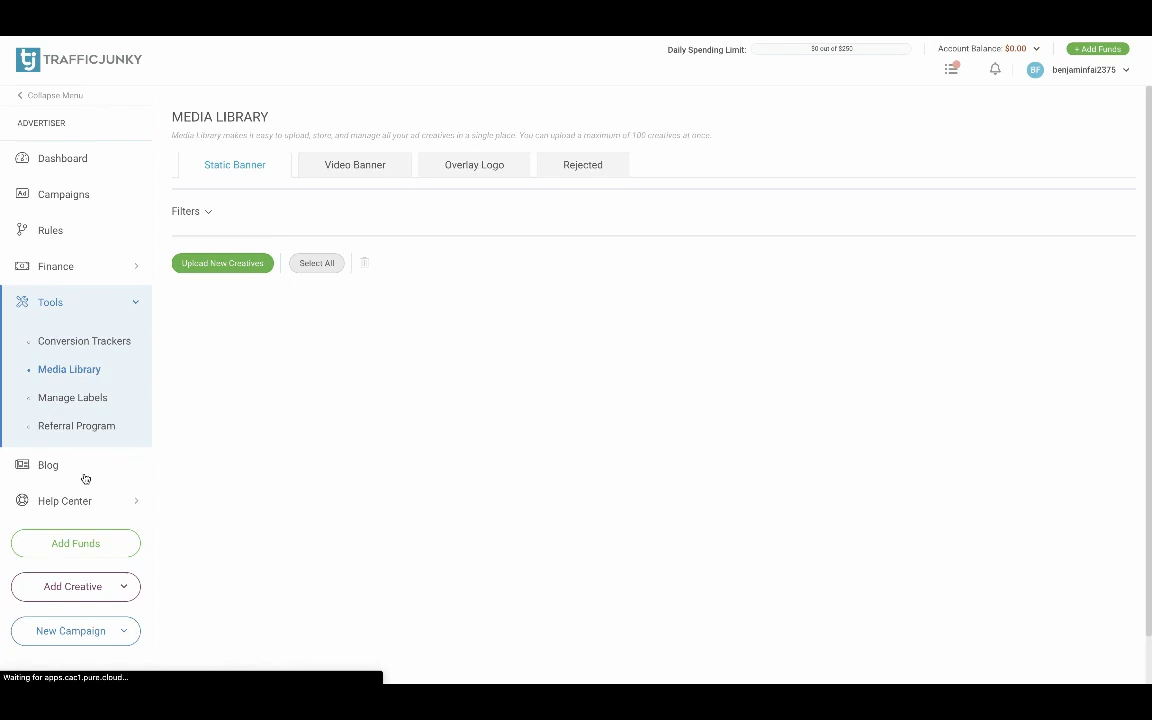 TRAFFICJUNKY
Daily Spending Limit: $0 out of $250
Account Balance: $0.00
+ Add Funds
BF benjaminfai2375
Collapse Menu
ADVERTISER
Dashboard
Campaigns
Rules
Finance
Tools
Conversion Trackers
Media Library
Manage Labels
Referral Program
Blog
Help Center
Add Funds
Add Creative
New Campaign
MEDIA LIBRARY
Media Library makes it easy to upload, store, and manage all your ad creatives in a single place. You can upload a maximum of 100 creatives at once.
Static Banner Video Banner Overlay Logo Rejected
Filters
Upload New Creatives Select All
Waiting for apps.cac1.pure.cloud...